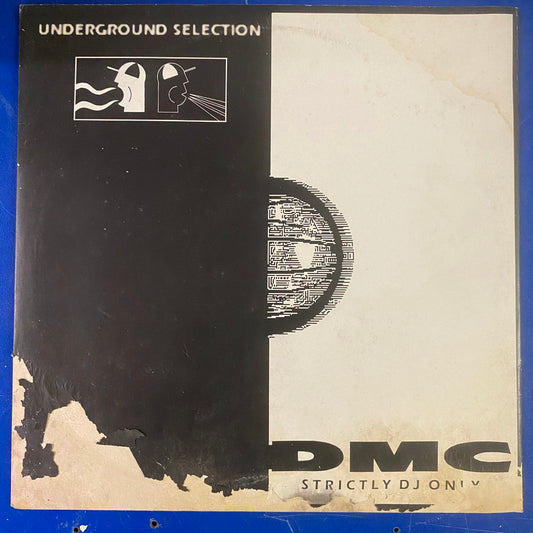 UNDERGROUND SELECTION
DMC
STRICTLY DJ ONLY